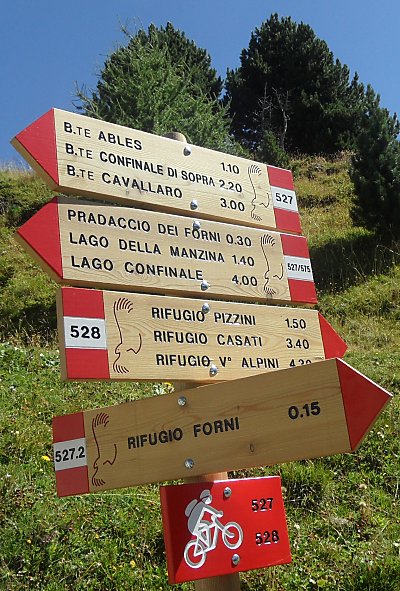 B.TE ABLES 1.10
B.TE CONFINALE DI SOPRA 2.20
B.TE CAVALLARO 3.00
527
PRADACCIO DEI FORNI 0.30
LAGO DELLA MANZINA 1.40
LAGO CONFINALE 4.00
527/575
528
RIFUGIO PIZZINI 1.50
RIFUGIO CASATI 3.40
RIFUGIO V° ALPINI 4.30
527.2
RIFUGIO FORNI 0.15
527
528